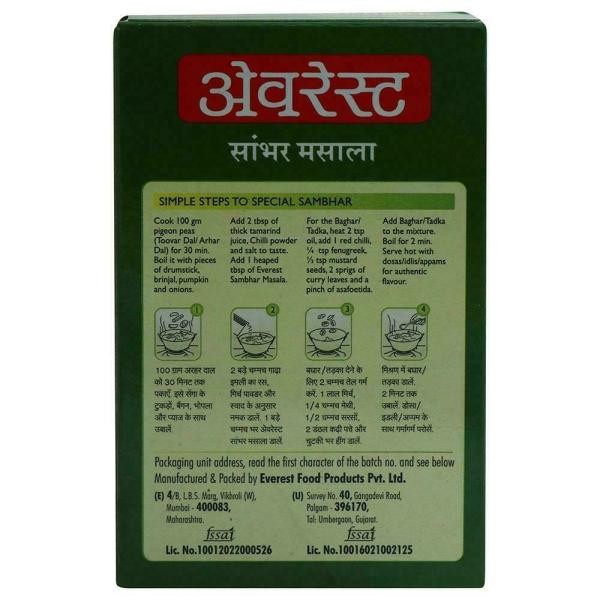 अेवरेस्ट
सांभर मसाला
SIMPLE STEPS TO SPECIAL SAMBHAR
Cook 100 gm
pigeon peas
(Toovar Dal/ Arhar
Dal) for 30 min.
Boil it with pieces
of drumstick,
brinjal, pumpkin
and onions.
Add 2 tbsp of
thick tamarind
juice, Chilli powder
and salt to taste.
Add 1 heaped
tbsp of Everest
Sambhar Masala.
For the Baghar/
Tadka, heat 2 tsp
oil, add 1 red chilli,
¼ tsp fenugreek,
½ tsp mustard
seeds, 2 sprigs of
curry leaves and a
pinch of asafoetida.
Add Baghar/Tadka
to the mixture.
Boil for 2 min.
Serve hot with
dosas/idlis/appams
for authentic
flavour.
1
2
3
4
100 ग्राम अरहर दाल
को 30 मिनट तक
पकाएँ. इसे सेंगा के
टुकड़ों, बैंगन, भोपला
और प्याज के साथ
उबालें.
2 बड़े चम्मच गाढ़ा
इमली का रस,
मिर्च पावडर और
स्वाद के अनुसार
नमक डालें. 1 बड़े
चम्मच भर अेवरेस्ट
सांभर मसाला डालें.
बघार/तड़का देने के
लिए 2 चम्मच तेल गर्म
करें. 1 लाल मिर्च,
1/4 चम्मच मेथी,
1/2 चम्मच सरसों,
2 डंठल कढ़ी पत्ते और
चुटकी भर हींग डालें.
मिश्रण में बघार/
तड़का डालें.
2 मिनट तक
उबालें. डोसा/
इडली/अप्पम के
साथ गर्मागर्म परोसें.
Packaging unit address, read the first character of the batch no. and see below
Manufactured & Packed by Everest Food Products Pvt. Ltd.
(E) 4/B, L.B.S. Marg, Vikhroli (W),
Mumbai - 400083,
Maharashtra.
fssai
Lic. No.10012022000526
(U) Survey No. 40, Gangadevi Road,
Palgam - 396170,
Tal: Umbergaon, Gujarat.
fssai
Lic. No.10016021002125